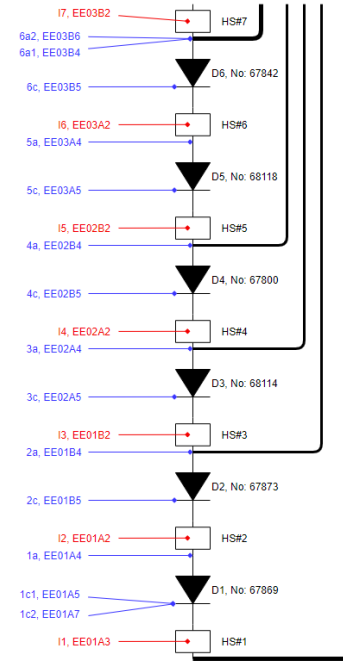 I7, EE03B2
HS#7
6a2, EE03B6
6a1, EE03B4
D6, No: 67842
6c, EE03B5
I6, EE03A2
HS#6
5a, EE03A4
D5, No: 68118
5c, EE03A5
I5, EE02B2
HS#5
4a, EE02B4
D4, No: 67800
4c, EE02B5
I4, EE02A2
HS#4
3a, EE02A4
D3, No: 68114
3c, EE02A5
I3, EE01B2
HS#3
2a, EE01B4
D2, No: 67873
2c, EE01B5
I2, EE01A2
HS#2
1a, EE01A4
D1, No: 67869
1c1, EE01A5
1c2, EE01A7
I1, EE01A3
HS#1